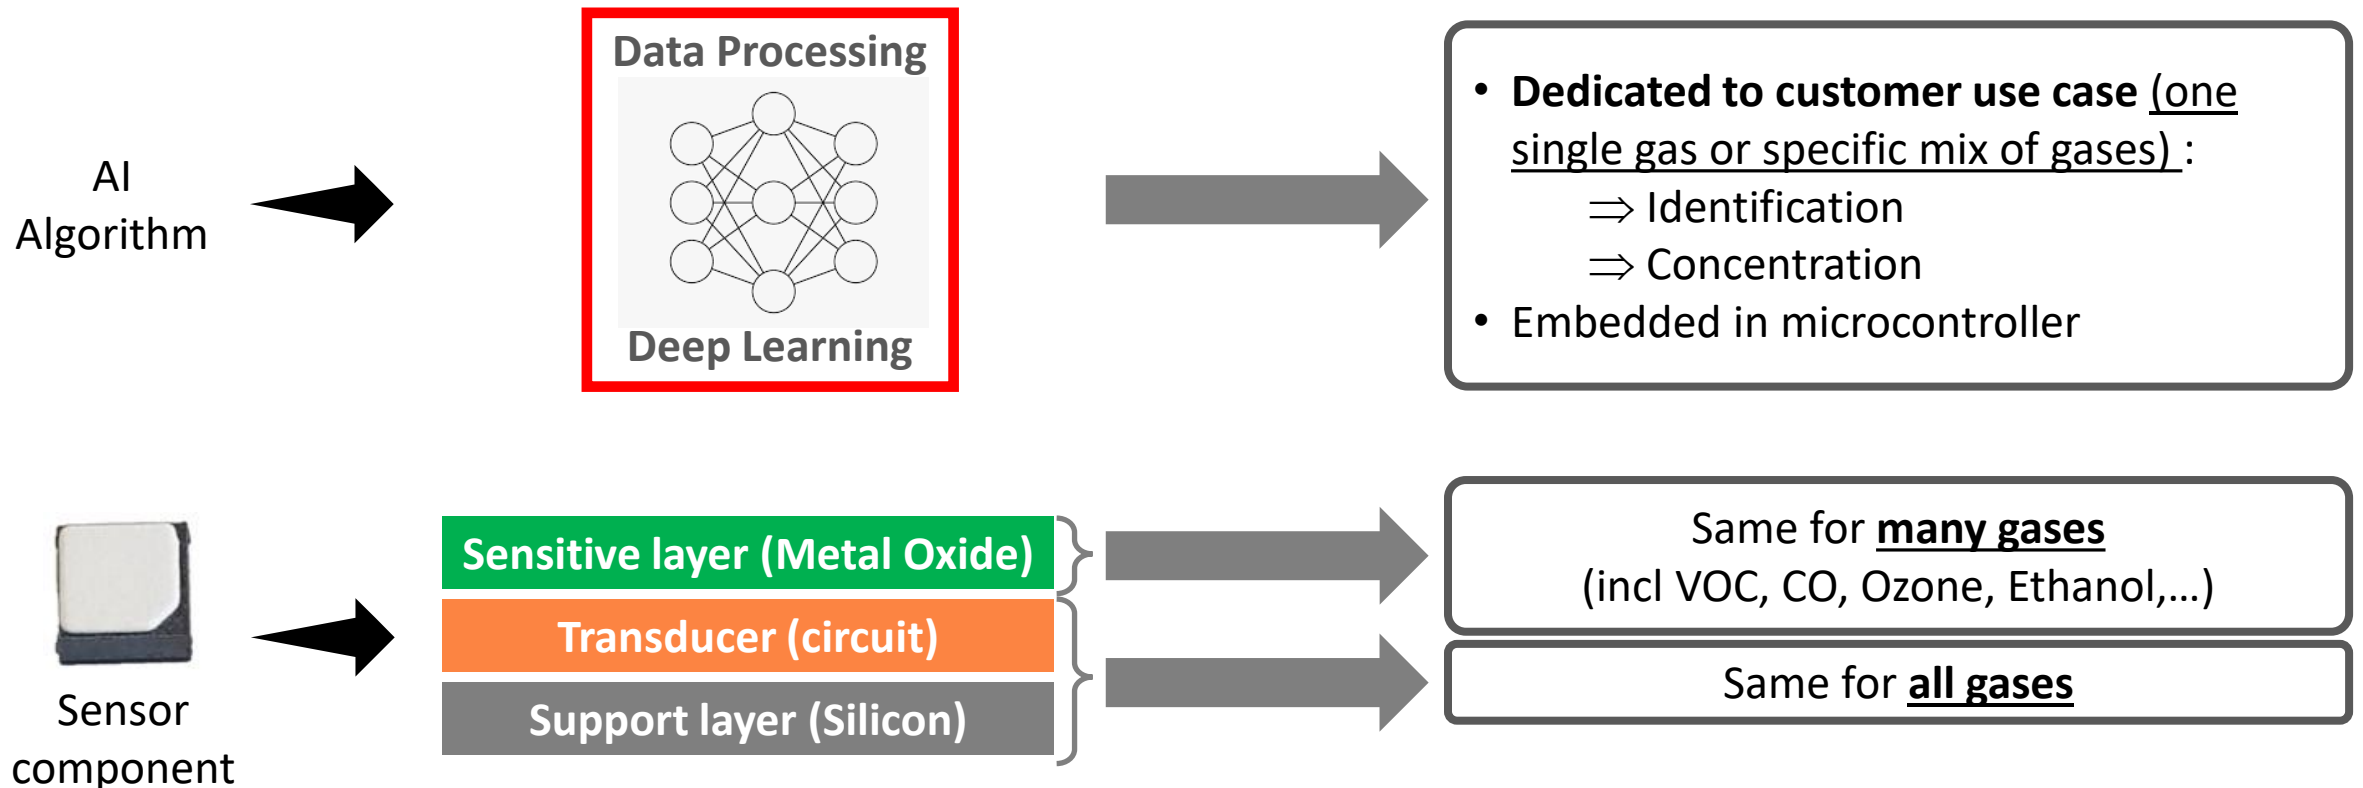 AI
Algorithm
Data Processing
Deep Learning
• Dedicated to customer use case (one
single gas or specific mix of gases) :
⇒ Identification
⇒ Concentration
• Embedded in microcontroller
Sensor
component
Sensitive layer (Metal Oxide)
Transducer (circuit)
Support layer (Silicon)
Same for many gases
(incl VOC, CO, Ozone, Ethanol,...)
Same for all gases